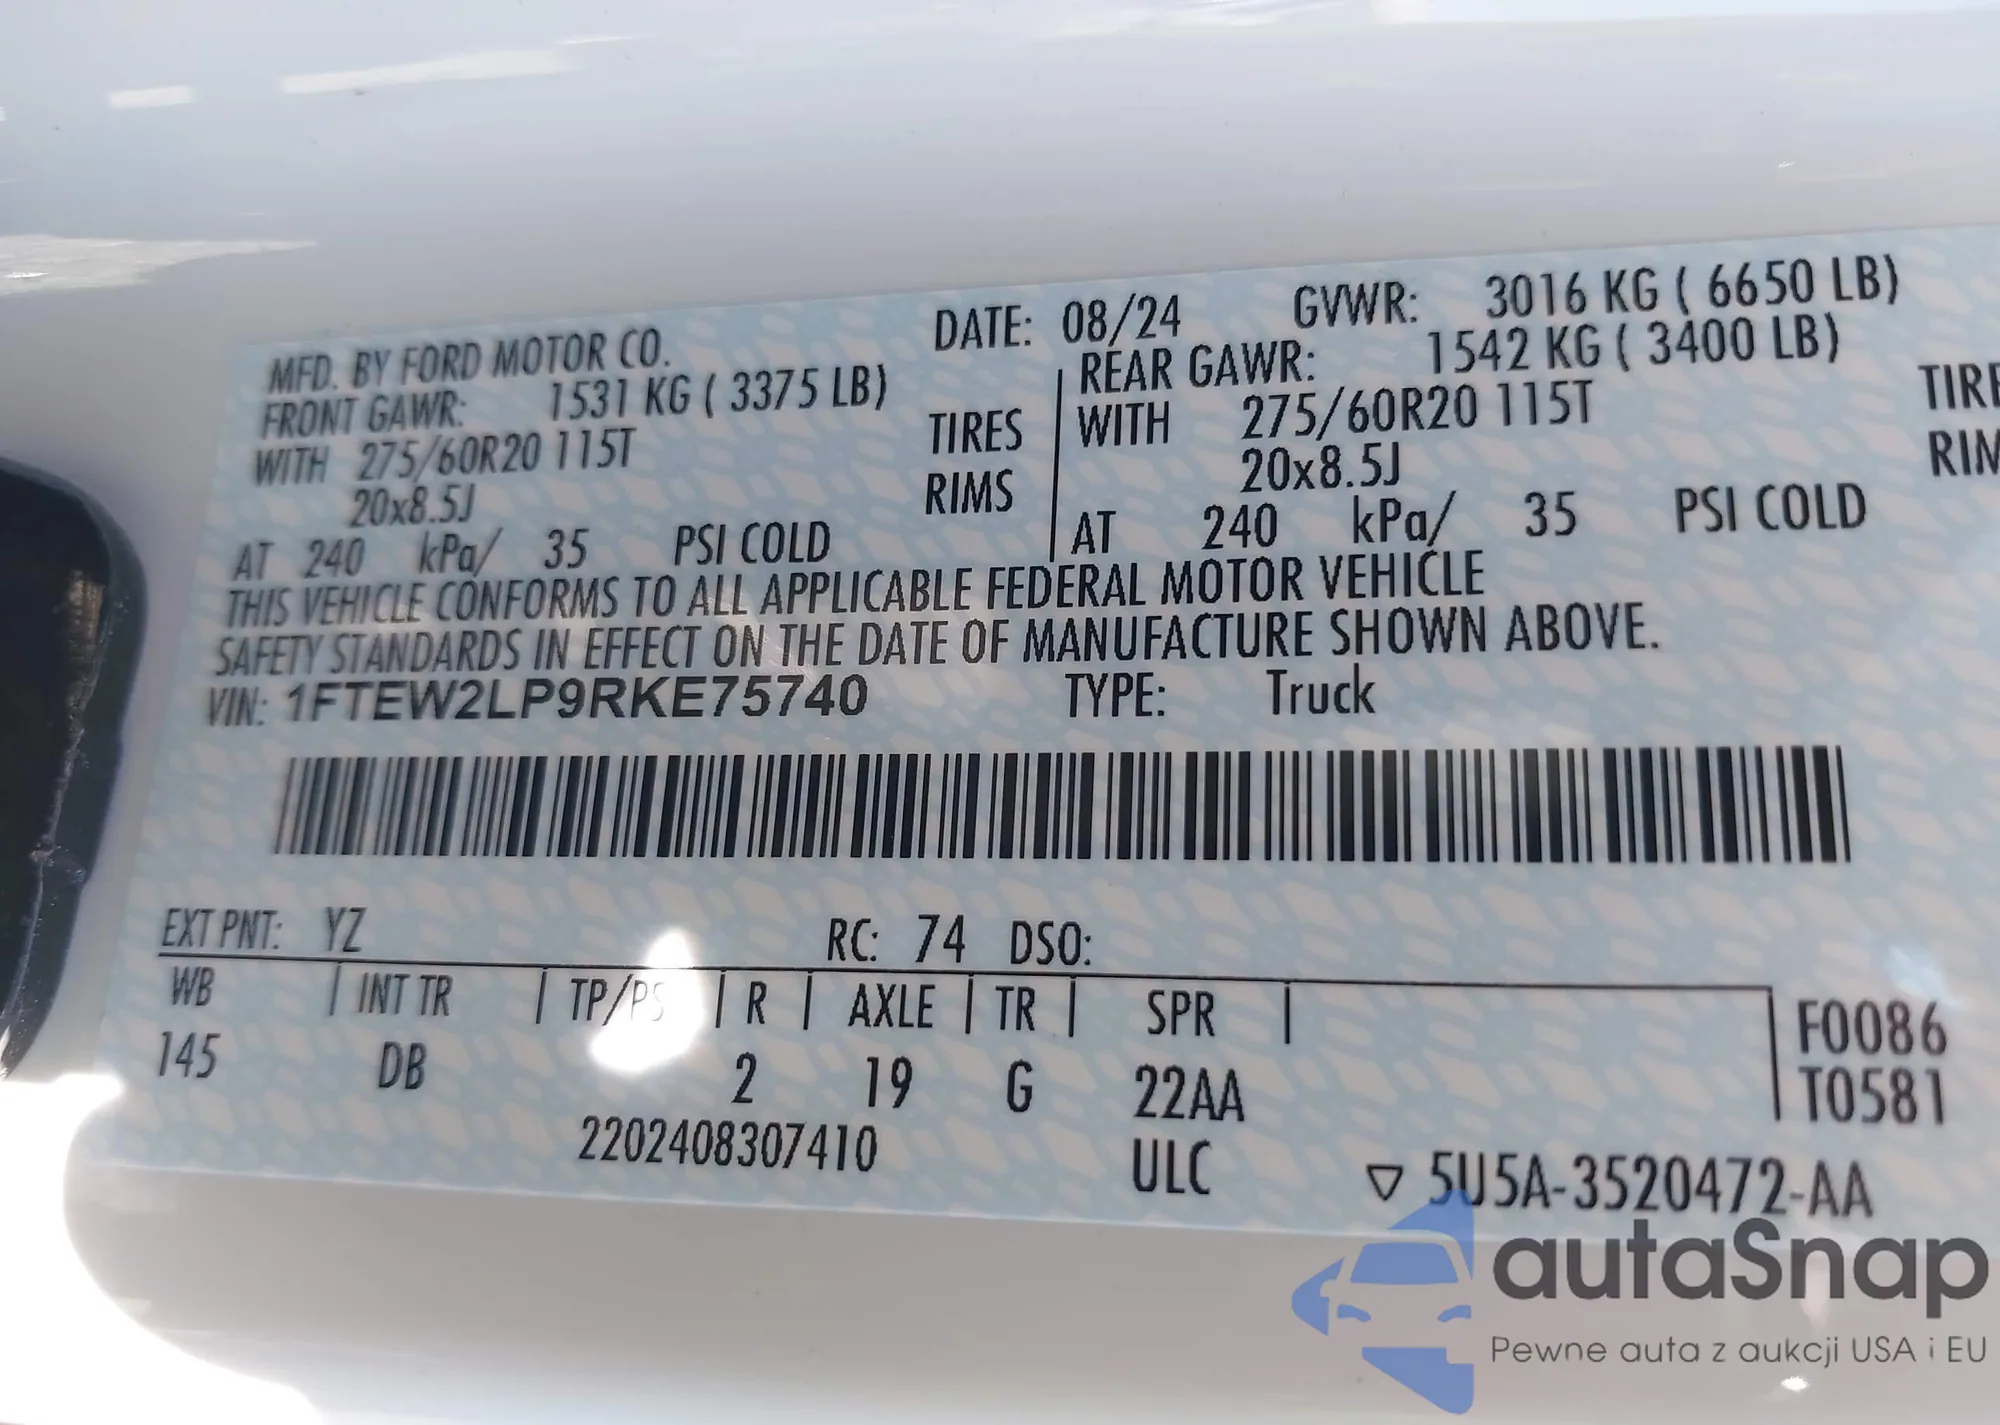 MFD. BY FORD MOTOR CO. DATE: 08/24 GVWR: 3016 KG ( 6650 LB)
FRONT GAWR: 1531 KG ( 3375 LB) REAR GAWR: 1542 KG ( 3400 LB)
WITH 275/60R20 115T TIRES WITH 275/60R20 115T TIRE
20x8.5J RIMS 20x8.5J RIM
AT 240 kPa/ 35 PSI COLD AT 240 kPa/ 35 PSI COLD
THIS VEHICLE CONFORMS TO ALL APPLICABLE FEDERAL MOTOR VEHICLE
SAFETY STANDARDS IN EFFECT ON THE DATE OF MANUFACTURE SHOWN ABOVE.
VIN: 1FTEW2LP9RKE75740 TYPE: Truck
EXT PNT: YZ RC: 74 DSO:
WB | INT TR | TP/PS | R | AXLE | TR | SPR | F0086
145 DB 2 19 G 22AA T0581
2202408307410 ULC ▽ 5U5A-3520472-AA
autaSnap
Pewne auta z aukcji USA i EU